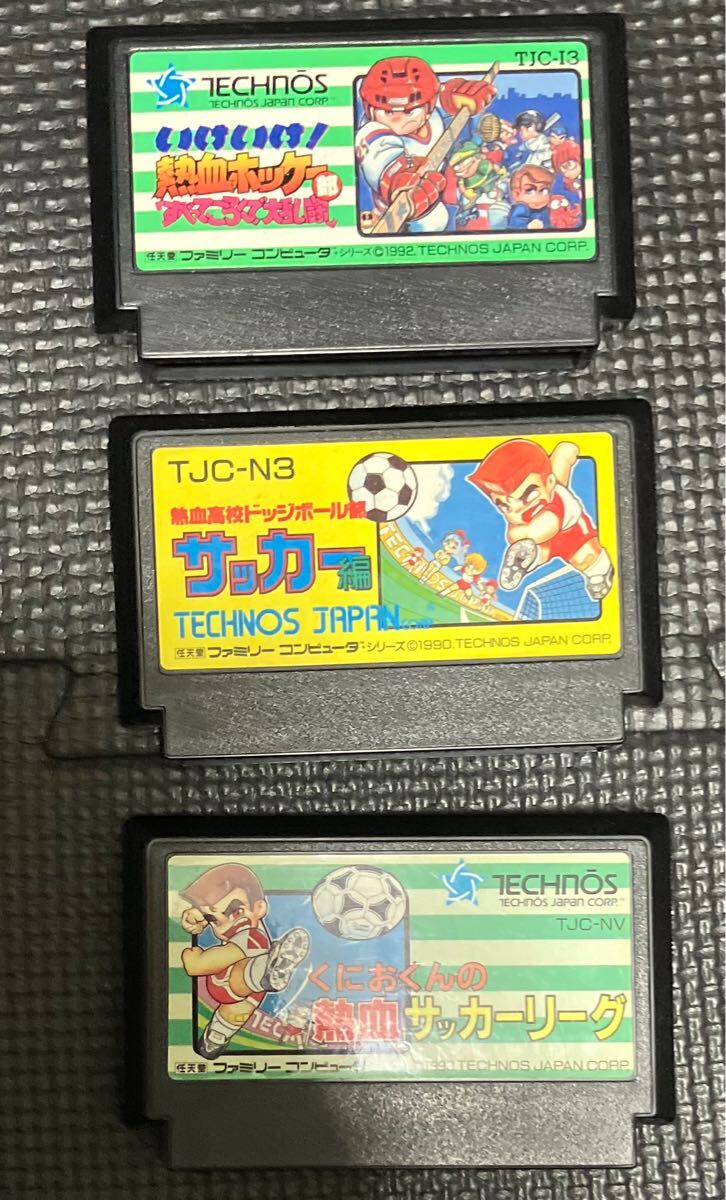 TECHNŌS
TECHNŌS JAPAN CORP.
TJC-I3
いけいけ!
熱血ホッケー部
すべってころんで大乱闘
任天堂 ファミリー コンピュータ・シリーズ©1992. TECHNOS JAPAN CORP.
TJC-N3
熱血高校ドッジボール部
サッカー編
TECHNOS JAPAN CORP.
任天堂 ファミリー コンピュータ・シリーズ©1990. TECHNOS JAPAN CORP.
TECHNŌS
TECHNŌS JAPAN CORP.
TJC-NV
くにおくんの
熱血サッカーリーグ
任天堂 ファミリー コンピュータ TECHNOS JAPAN CORP.